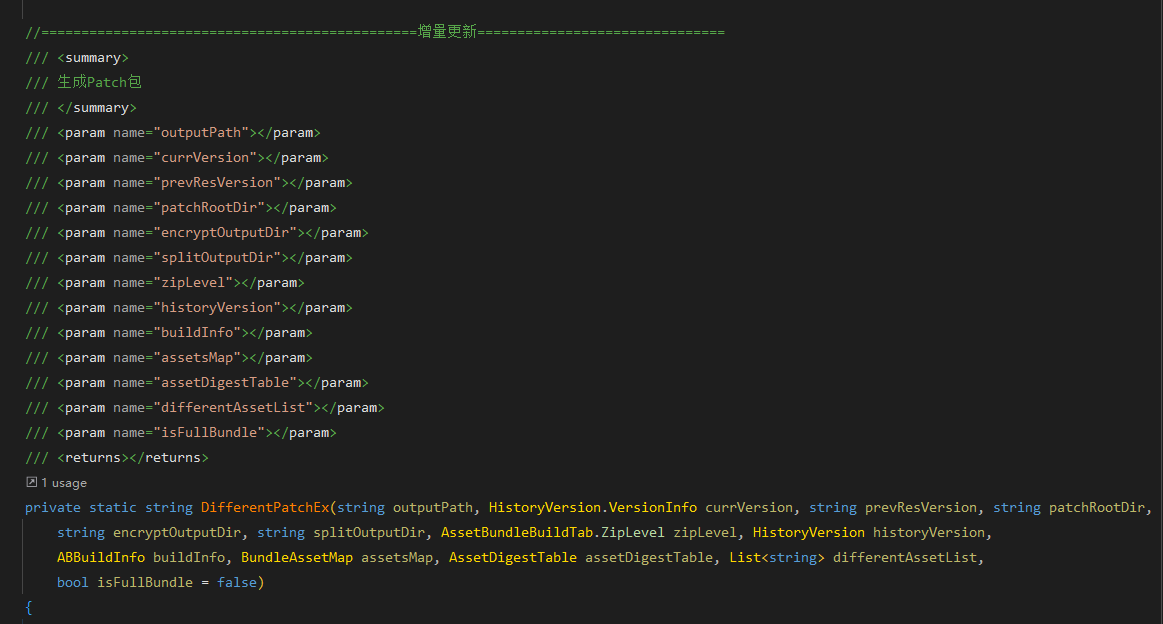 //===============================================增量更新===============================
/// <summary>
/// 生成Patch包
/// </summary>
/// <param name="outputPath"></param>
/// <param name="currVersion"></param>
/// <param name="prevResVersion"></param>
/// <param name="patchRootDir"></param>
/// <param name="encryptOutputDir"></param>
/// <param name="splitOutputDir"></param>
/// <param name="zipLevel"></param>
/// <param name="historyVersion"></param>
/// <param name="buildInfo"></param>
/// <param name="assetsMap"></param>
/// <param name="assetDigestTable"></param>
/// <param name="differentAssetList"></param>
/// <param name="isFullBundle"></param>
/// <returns></returns>
1 usage
private static string DifferentPatchEx(string outputPath, HistoryVersion.VersionInfo currVersion, string prevResVersion, string patchRootDir,
string encryptOutputDir, string splitOutputDir, AssetBundleBuildTab.ZipLevel zipLevel, HistoryVersion historyVersion,
ABBuildInfo buildInfo, BundleAssetMap assetsMap, AssetDigestTable assetDigestTable, List<string> differentAssetList,
bool isFullBundle = false)
{